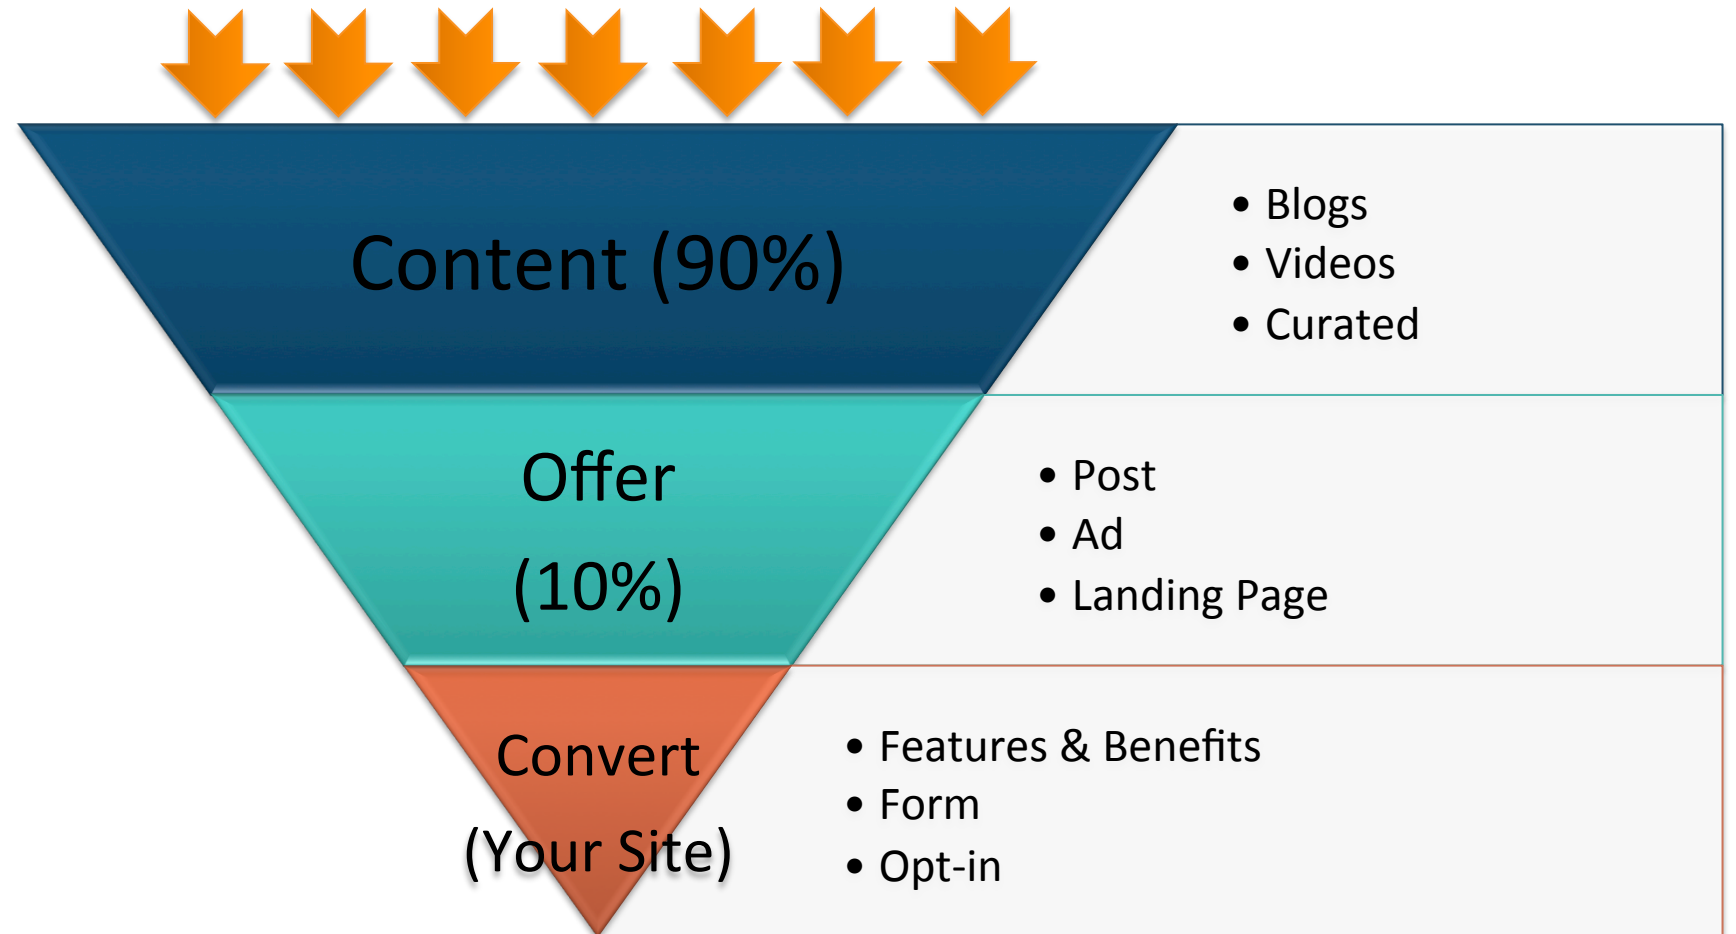 Content (90%)
• Blogs
• Videos
• Curated
Offer
(10%)
• Post
• Ad
• Landing Page
Convert
(Your Site)
• Features & Benefits
• Form
• Opt-in